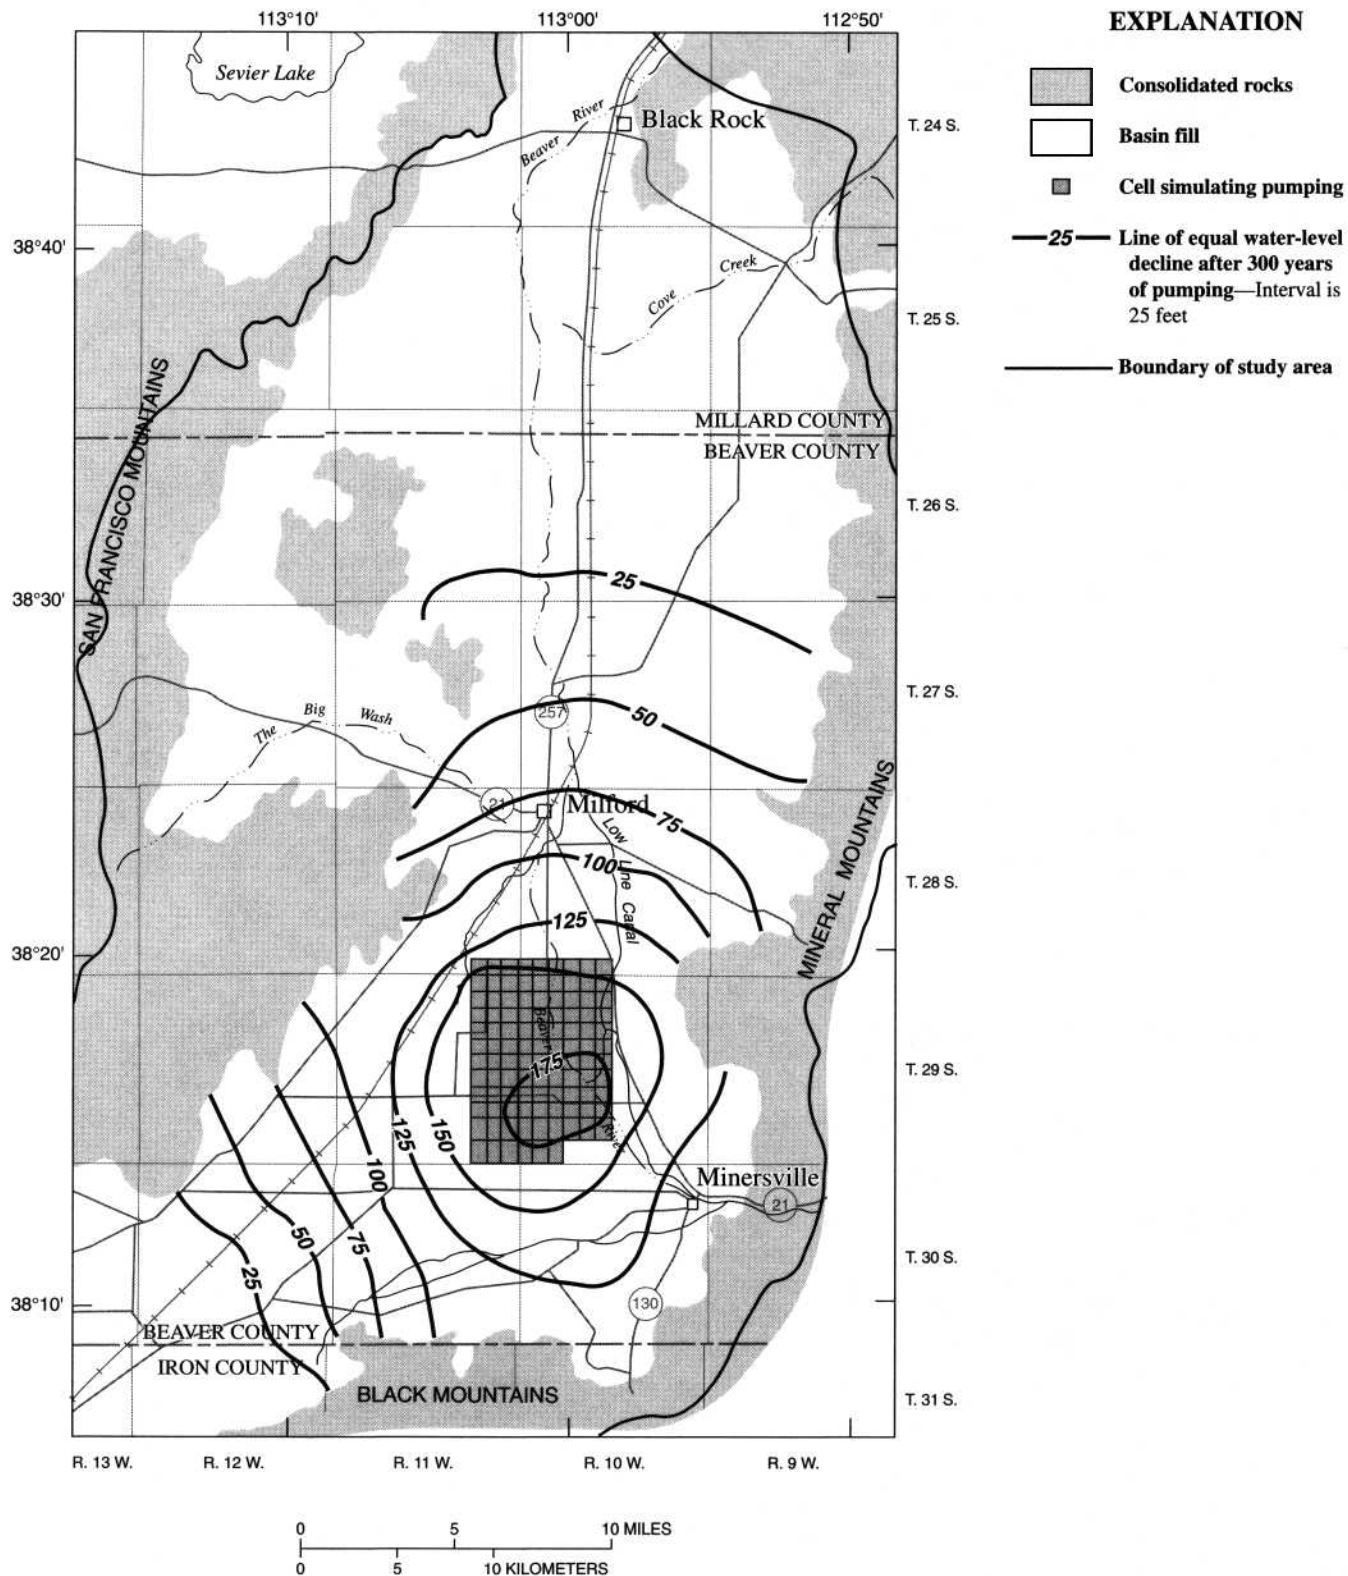 113°10'
113°00'
112°50'
EXPLANATION
Consolidated rocks
Basin fill
Cell simulating pumping
25
Line of equal water-level
decline after 300 years
of pumping—Interval is
25 feet
Boundary of study area
Sevier Lake
Beaver River
Black Rock
T. 24 S.
38°40'
Cove Creek
T. 25 S.
SAN FRANCISCO MOUNTAINS
MILLARD COUNTY
BEAVER COUNTY
T. 26 S.
38°30'
25
T. 27 S.
The Big Wash
257
50
21
Milford
75
Low Line Canal
100
MINERAL MOUNTAINS
T. 28 S.
125
38°20'
Beaver River
175
T. 29 S.
125
150
100
Minersville
21
50
75
25
T. 30 S.
38°10'
130
BEAVER COUNTY
IRON COUNTY
BLACK MOUNTAINS
T. 31 S.
R. 13 W.
R. 12 W.
R. 11 W.
R. 10 W.
R. 9 W.
0 5 10 MILES
0 5 10 KILOMETERS